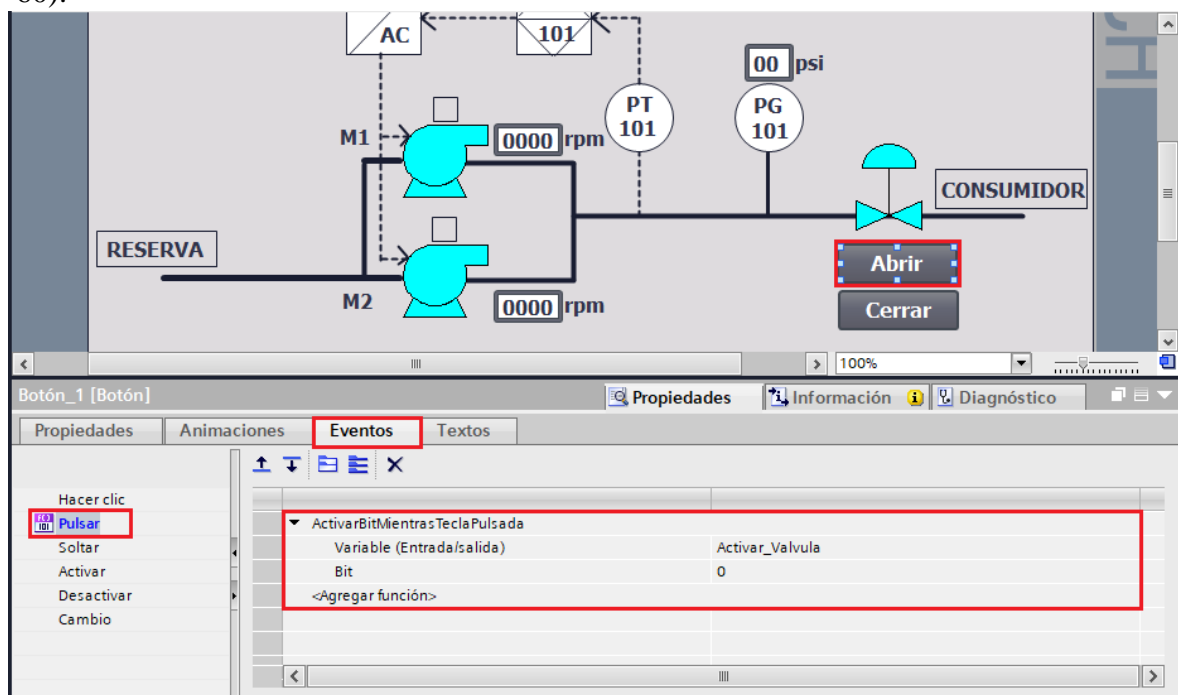 80).
AC
101
CH
00 psi
PT
101
PG
101
M1
0000 rpm
CONSUMIDOR
RESERVA
Abrir
M2
0000 rpm
Cerrar
100%
Botón_1 [Botón]
Propiedades
Información
Diagnóstico
Propiedades
Animaciones
Eventos
Textos
Hacer clic
Pulsar
ActivarBitMientrasTeclaPulsada
Soltar
Variable (Entrada/salida)
Activar_Valvula
Activar
Bit
0
Desactivar
<Agregar función>
Cambio